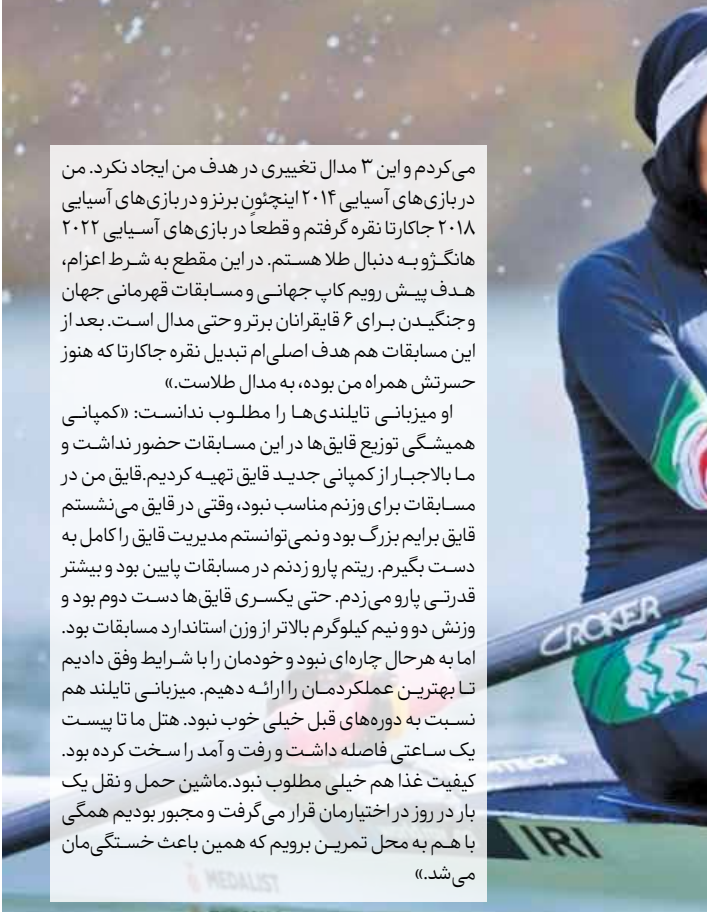 می‌کردم و این ۳ مدال تغییری در هدف من ایجاد نکرد. من
در بازی‌های آسیایی ۲۰۱۴ اینچئون برنز و در بازی‌های آسیایی
۲۰۱۸ جاکارتا نقره گرفتم و قطعاً در بازی‌های آسیایی ۲۰۲۲
هانگژو به دنبال طلا هستم. در این مقطع به شرط اعزام،
هدف پیش رویم کاپ جهانی و مسابقات قهرمانی جهان
و جنگیدن برای ۶ قایقرانان برتر و حتی مدال است. بعد از
این مسابقات هم هدف اصلی‌ام تبدیل نقره جاکارتا که هنوز
حسرتش همراه من بوده، به مدال طلاست.»
او میزبانی تایلندی‌ها را مطلوب ندانست: «کمپانی
همیشگی توزیع قایق‌ها در این مسابقات حضور نداشت و
ما بالاجبار از کمپانی جدید قایق تهیه کردیم.قایق من در
مسابقات برای وزنم مناسب نبود، وقتی در قایق می‌نشستم
قایق برایم بزرگ بود و نمی‌توانستم مدیریت قایق را کامل به
دست بگیرم. ریتم پارو زدنم در مسابقات پایین بود و بیشتر
قدرتی پارو می‌زدم. حتی یکسری قایق‌ها دست دوم بود و
وزنش دو و نیم کیلوگرم بالاتر از وزن استاندارد مسابقات بود.
اما به هرحال چاره‌ای نبود و خودمان را با شرایط وفق دادیم
تا بهترین عملکردمان را ارائه دهیم. میزبانی تایلند هم
نسبت به دوره‌های قبل خیلی خوب نبود. هتل ما تا پیست
یک ساعتی فاصله داشت و رفت و آمد را سخت کرده بود.
کیفیت غذا هم خیلی مطلوب نبود.ماشین حمل و نقل یک
بار در روز در اختیارمان قرار می‌گرفت و مجبور بودیم همگی
با هم به محل تمرین برویم که همین باعث خستگی‌مان
می‌شد.»
CROKER
IRI
MEDALIST